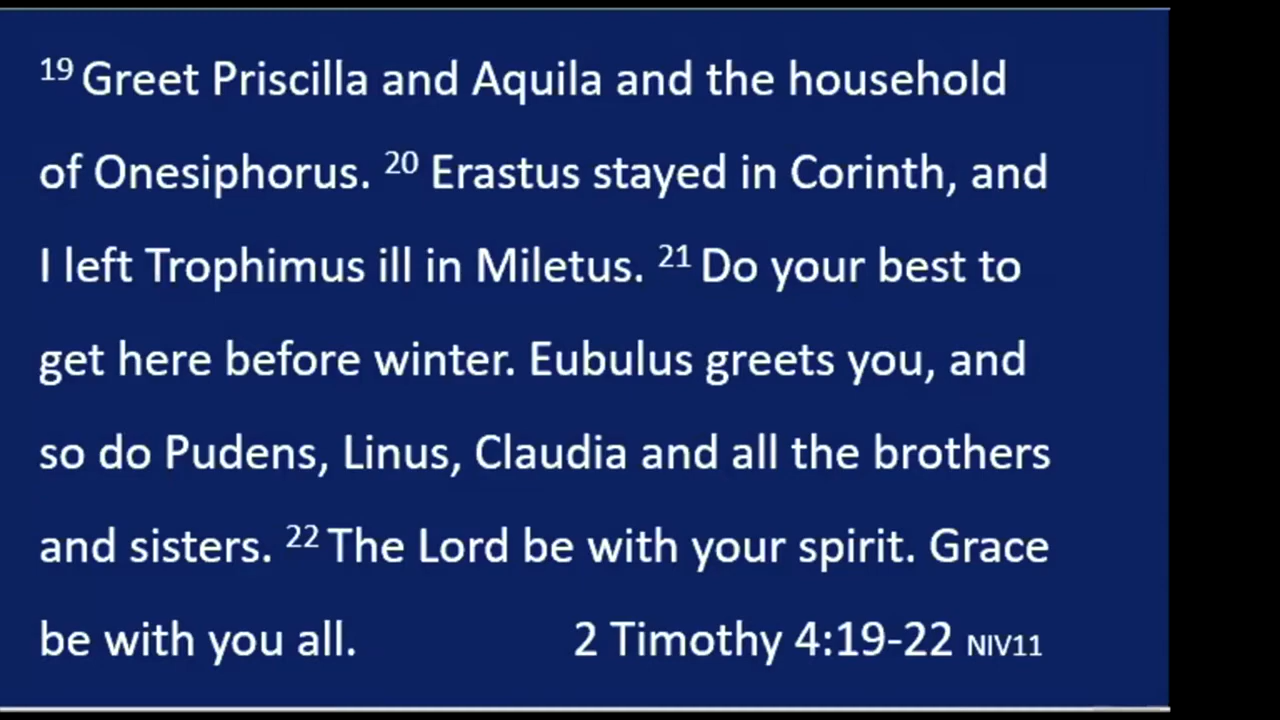 19 Greet Priscilla and Aquila and the household
of Onesiphorus. 20 Erastus stayed in Corinth, and
I left Trophimus ill in Miletus. 21 Do your best to
get here before winter. Eubulus greets you, and
so do Pudens, Linus, Claudia and all the brothers
and sisters. 22 The Lord be with your spirit. Grace
be with you all. 2 Timothy 4:19-22 NIV11